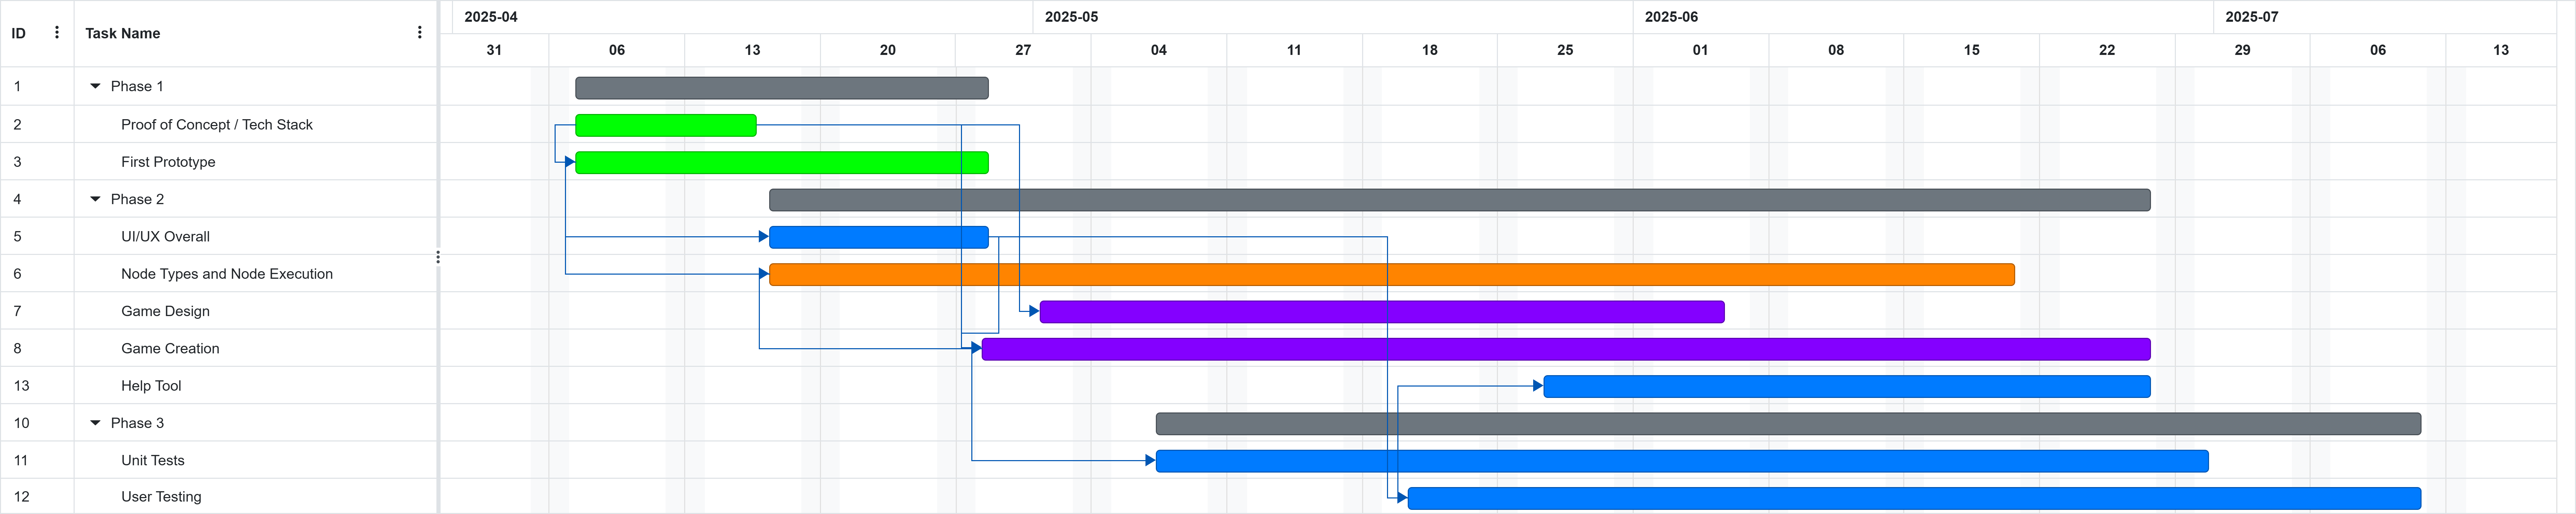 2025-04 2025-05 2025-06 2025-07
ID Task Name
31 06 13 20 27 04 11 18 25 01 08 15 22 29 06 13
1 Phase 1
2 Proof of Concept / Tech Stack
3 First Prototype
4 Phase 2
5 UI/UX Overall
6 Node Types and Node Execution
7 Game Design
8 Game Creation
13 Help Tool
10 Phase 3
11 Unit Tests
12 User Testing